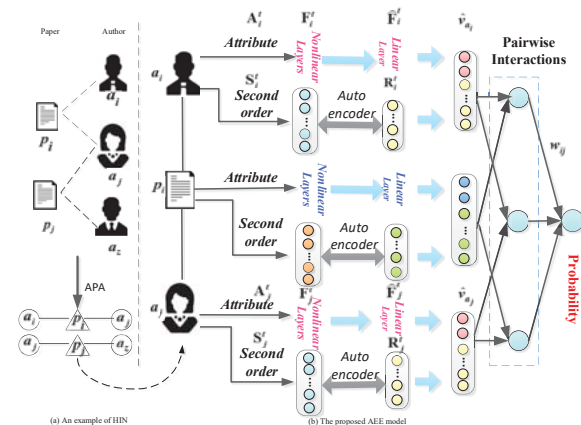 Paper Author
a_i
p_i
a_j
p_j
a_z
APA
a_i p_i a_j
a_j p_j a_z
(a) An example of HIN
A_i^t F_i^t F̂_i^t v̂_{a_i}
Attribute Nonlinear Layers Linear Layer
a_i
S_i^t R_i^t
Second order Auto encoder
Attribute Nonlinear Layers Linear Layer
p_i
Second order Auto encoder
A_j^t F_j^t F̂_j^t v̂_{a_j}
Attribute Nonlinear Layers Linear Layer
a_j
S_j^t R_j^t
Second order Auto encoder
Pairwise
Interactions
w_{ij}
Probability
(b) The proposed AEE model